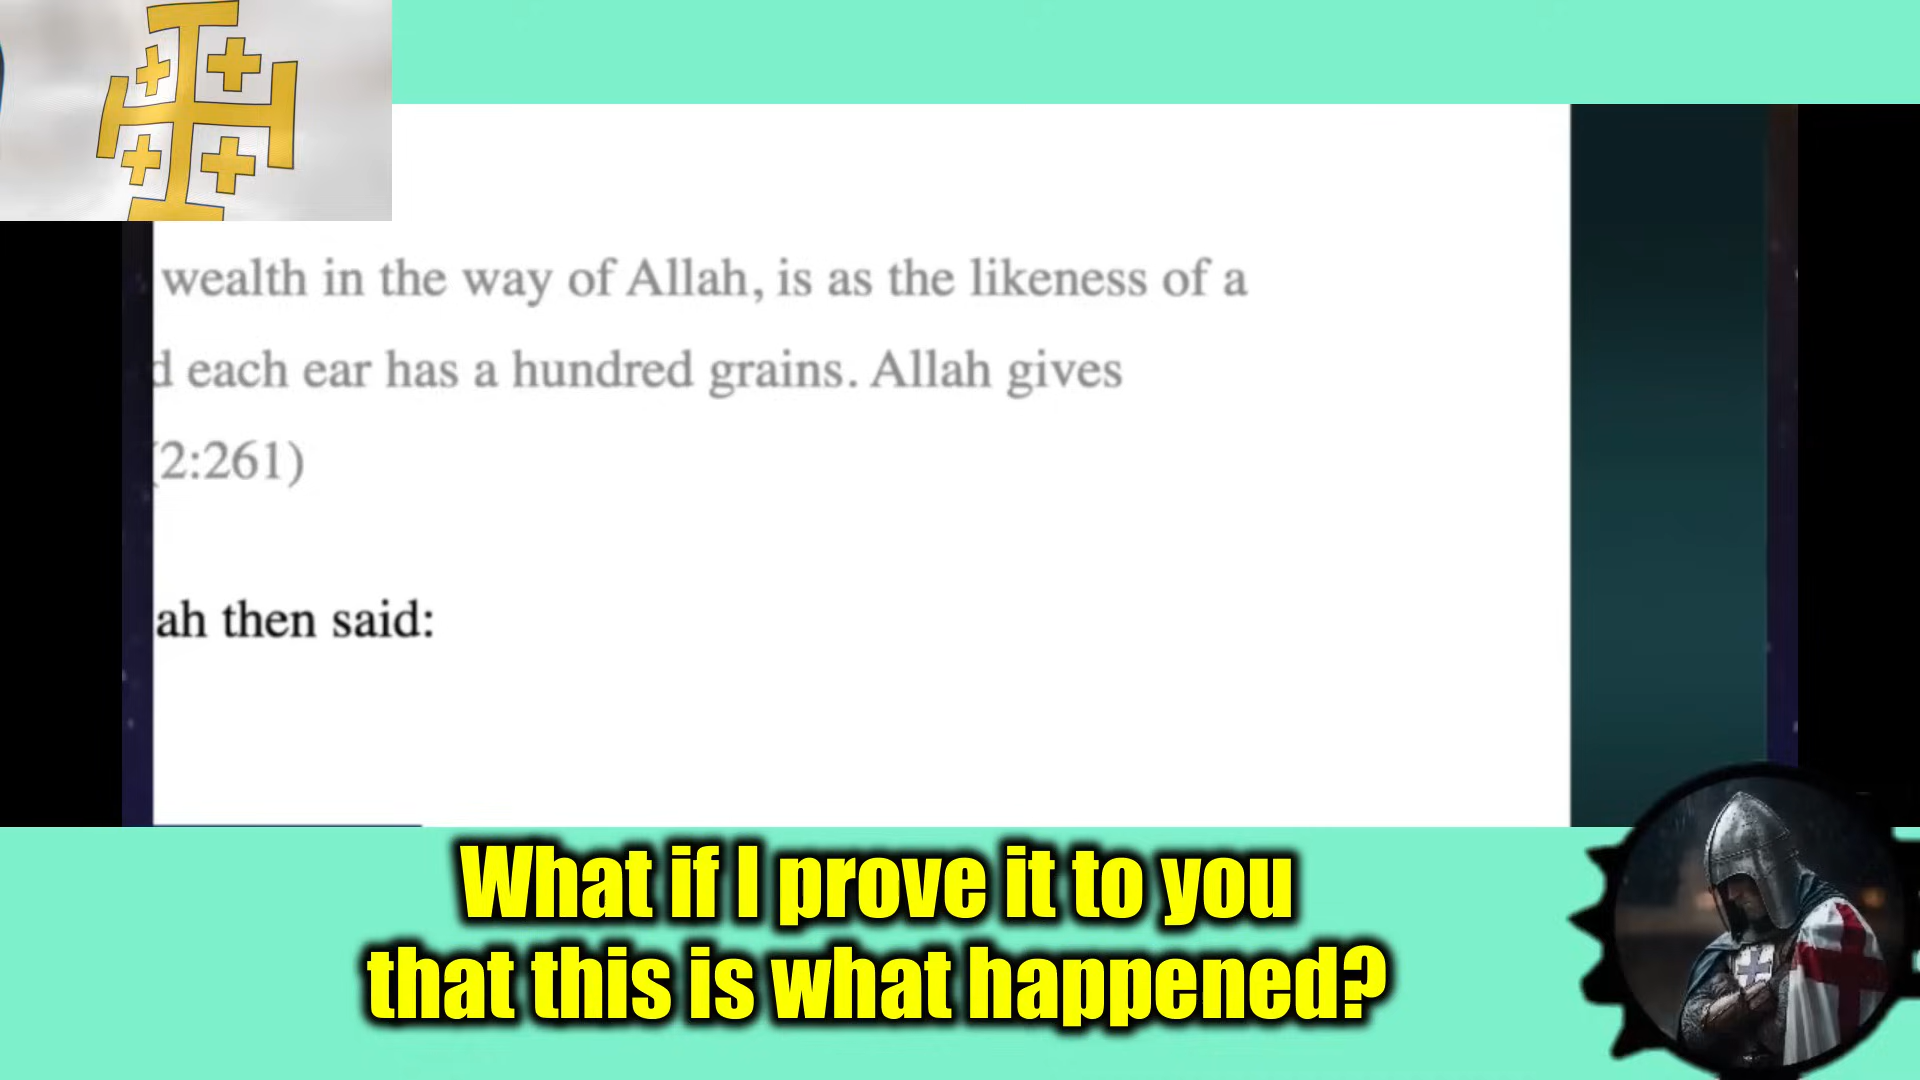 wealth in the way of Allah, is as the likeness of a
d each ear has a hundred grains. Allah gives
(2:261)
ah then said:
What if I prove it to you
that this is what happened?